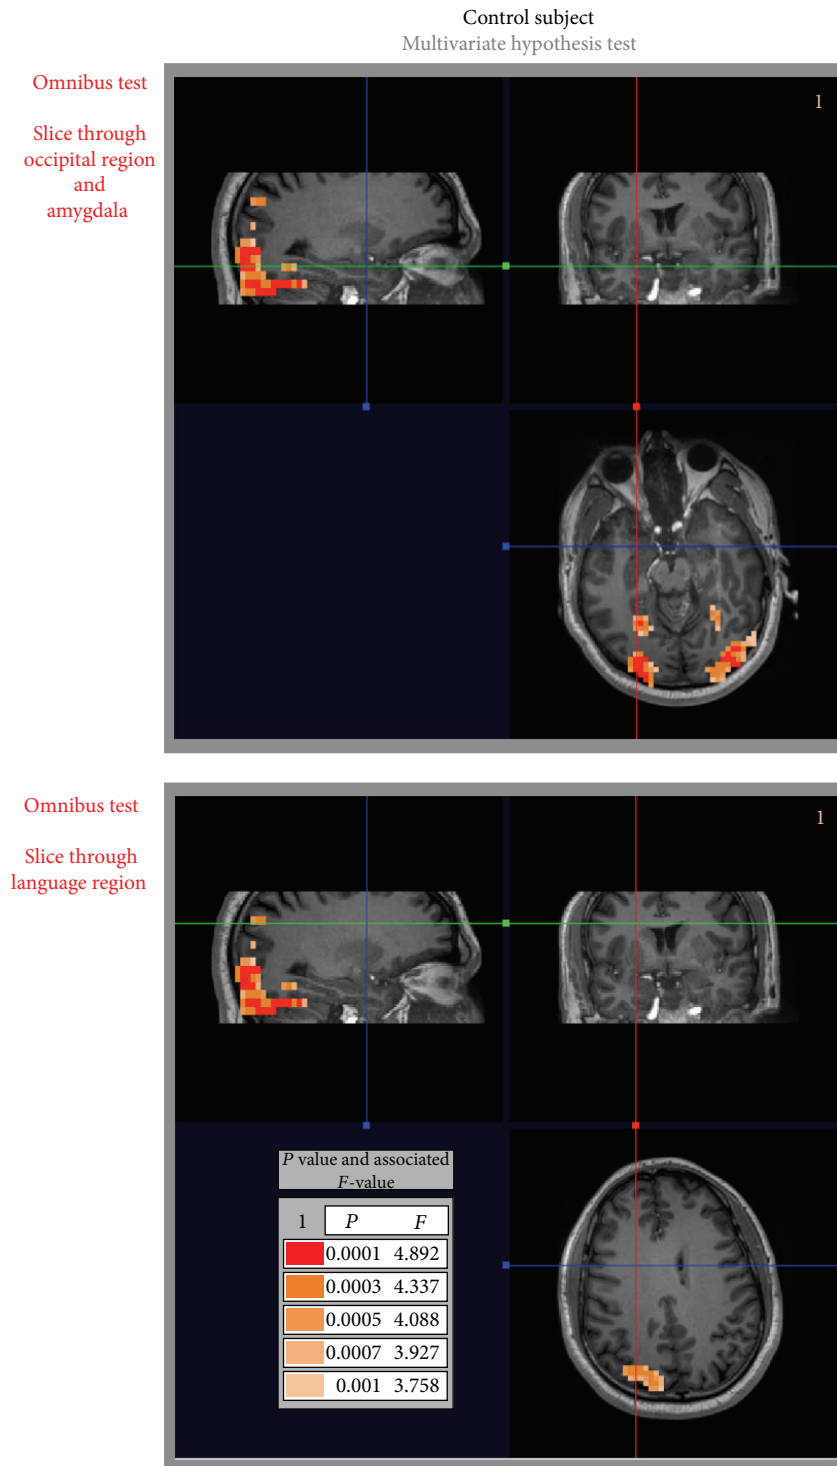 Control subject
Multivariate hypothesis test
Omnibus test
Slice through
occipital region
and
amygdala
1
Omnibus test
Slice through
language region
1
P value and associated
F-value
1 P F
0.0001 4.892
0.0003 4.337
0.0005 4.088
0.0007 3.927
0.001 3.758